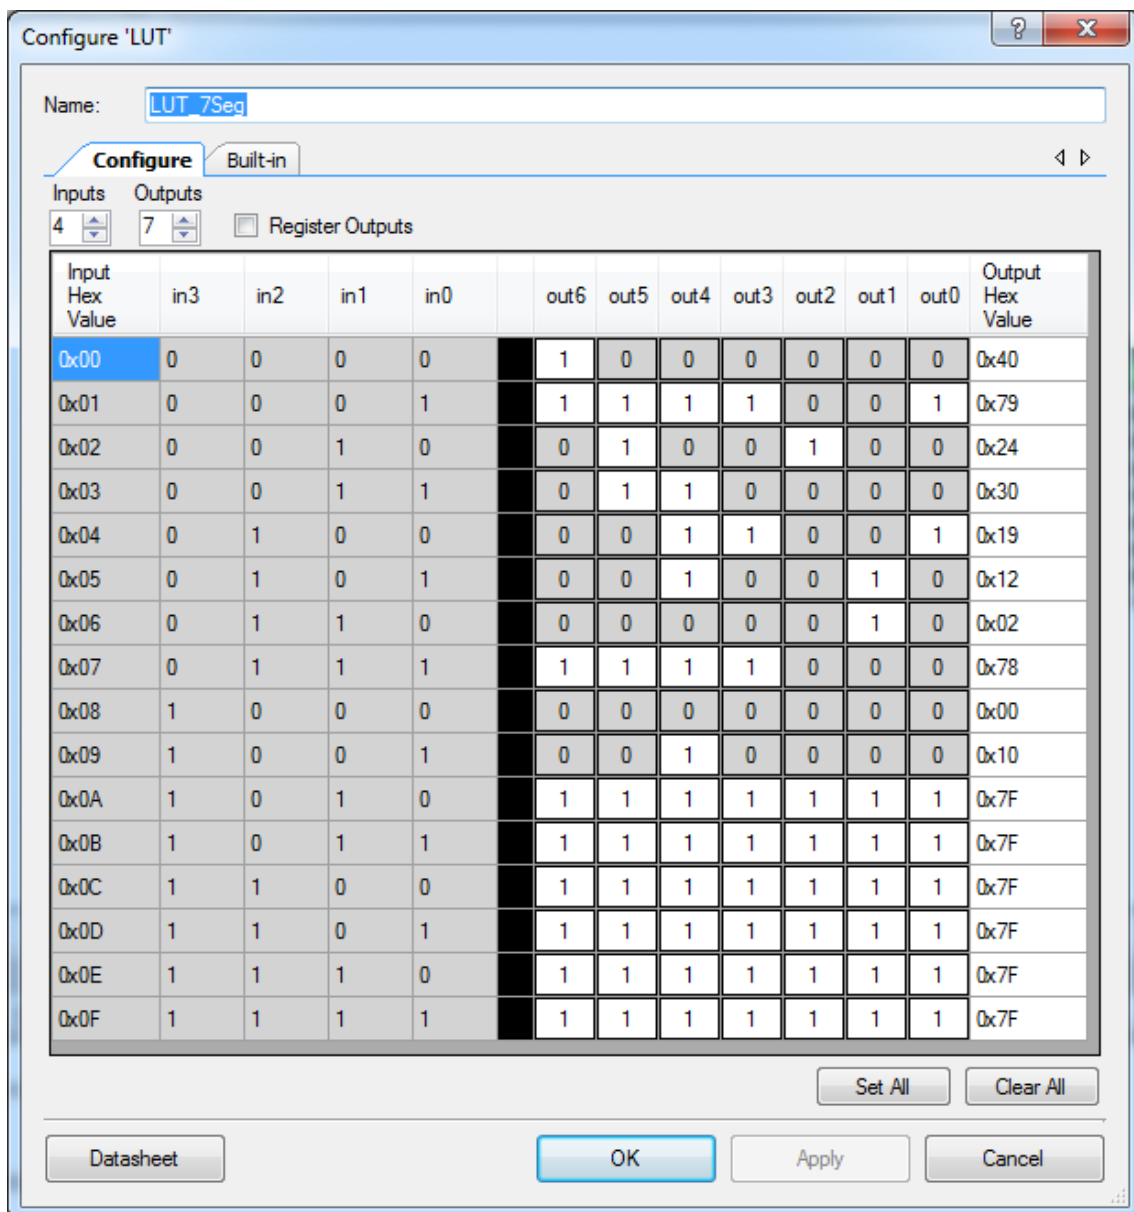 Configure 'LUT'
Name: LUT_7Seg
Configure Built-in
Inputs Outputs
4 7 Register Outputs
Input Hex Value in3 in2 in1 in0 out6 out5 out4 out3 out2 out1 out0 Output Hex Value
0x00 0 0 0 0 1 0 0 0 0 0 0 0x40
0x01 0 0 0 1 1 1 1 1 0 0 1 0x79
0x02 0 0 1 0 0 1 0 0 1 0 0 0x24
0x03 0 0 1 1 0 1 1 0 0 0 0 0x30
0x04 0 1 0 0 0 0 1 1 0 0 1 0x19
0x05 0 1 0 1 0 0 1 0 0 1 0 0x12
0x06 0 1 1 0 0 0 0 0 0 1 0 0x02
0x07 0 1 1 1 1 1 1 1 0 0 0 0x78
0x08 1 0 0 0 0 0 0 0 0 0 0 0x00
0x09 1 0 0 1 0 0 1 0 0 0 0 0x10
0x0A 1 0 1 0 1 1 1 1 1 1 1 0x7F
0x0B 1 0 1 1 1 1 1 1 1 1 1 0x7F
0x0C 1 1 0 0 1 1 1 1 1 1 1 0x7F
0x0D 1 1 0 1 1 1 1 1 1 1 1 0x7F
0x0E 1 1 1 0 1 1 1 1 1 1 1 0x7F
0x0F 1 1 1 1 1 1 1 1 1 1 1 0x7F
Set All Clear All
Datasheet OK Apply Cancel